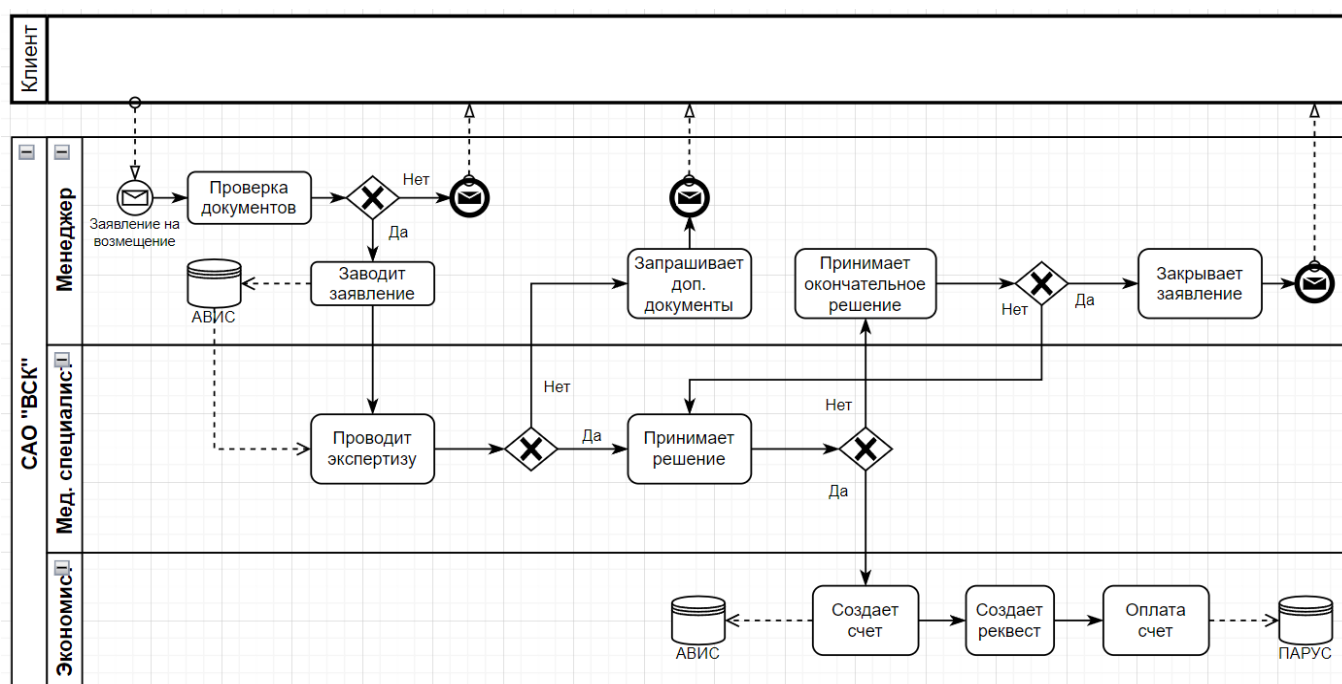 Клиент
САО "ВСК"
Менеджер
Заявление на
возмещение
Проверка
документов
Нет
Да
Заводит
заявление
АВИС
Запрашивает
доп.
документы
Принимает
окончательное
решение
Нет
Да
Закрывает
заявление
Мед. специалис
Проводит
экспертизу
Нет
Да
Принимает
решение
Нет
Да
Экономис
АВИС
Создает
счет
Создает
реквест
Оплата
счет
ПАРУС